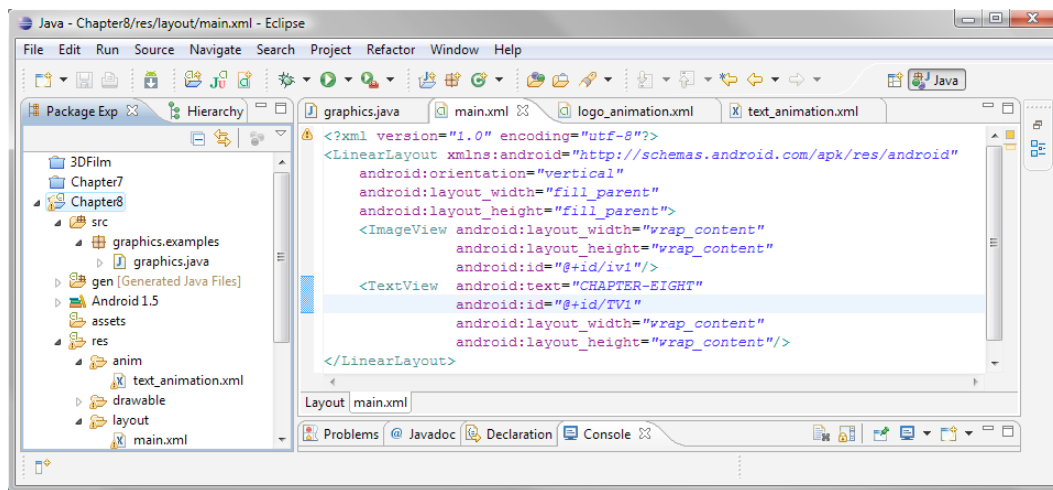 Java - Chapter8/res/layout/main.xml - Eclipse
File Edit Run Source Navigate Search Project Refactor Window Help
Java
Package Exp Hierarchy
graphics.java main.xml logo_animation.xml text_animation.xml
3DFilm
Chapter7
Chapter8
src
graphics.examples
graphics.java
gen [Generated Java Files]
Android 1.5
assets
res
anim
text_animation.xml
drawable
layout
main.xml
<?xml version="1.0" encoding="utf-8"?>
<LinearLayout xmlns:android="http://schemas.android.com/apk/res/android"
android:orientation="vertical"
android:layout_width="fill_parent"
android:layout_height="fill_parent">
<ImageView android:layout_width="wrap_content"
android:layout_height="wrap_content"
android:id="@+id/iv1"/>
<TextView android:text="CHAPTER-EIGHT"
android:id="@+id/TV1"
android:layout_width="wrap_content"
android:layout_height="wrap_content"/>
</LinearLayout>
Layout main.xml
Problems @ Javadoc Declaration Console